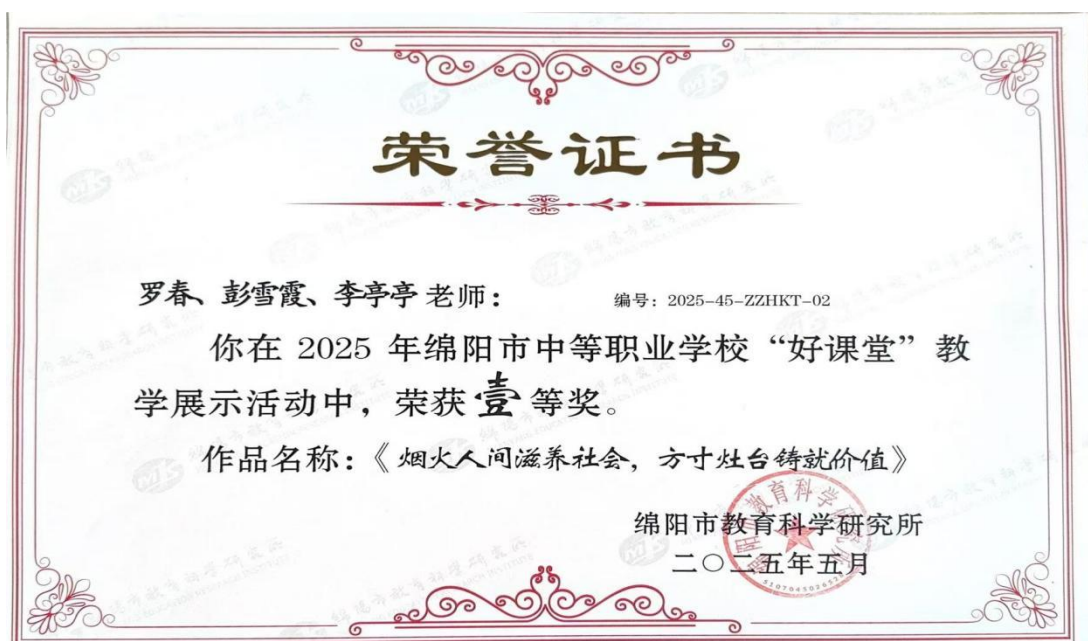 荣誉证书
罗春、彭雪霞、李亭亭 老师：
编号：2025-45-ZZHKT-02
你在 2025 年绵阳市中等职业学校“好课堂”教
学展示活动中，荣获壹等奖。
作品名称：《烟火人间滋养社会，方寸灶台铸就价值》
绵阳市教育科学研究所
二〇二五年五月